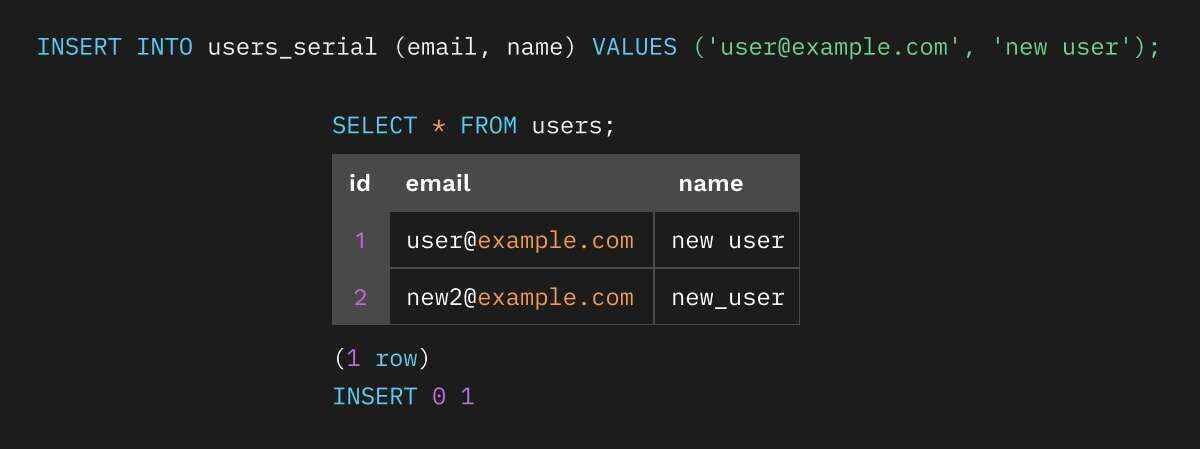 INSERT INTO users_serial (email, name) VALUES ('user@example.com', 'new user');
SELECT * FROM users;
id email name
1 user@example.com new user
2 new2@example.com new_user
(1 row)
INSERT 0 1